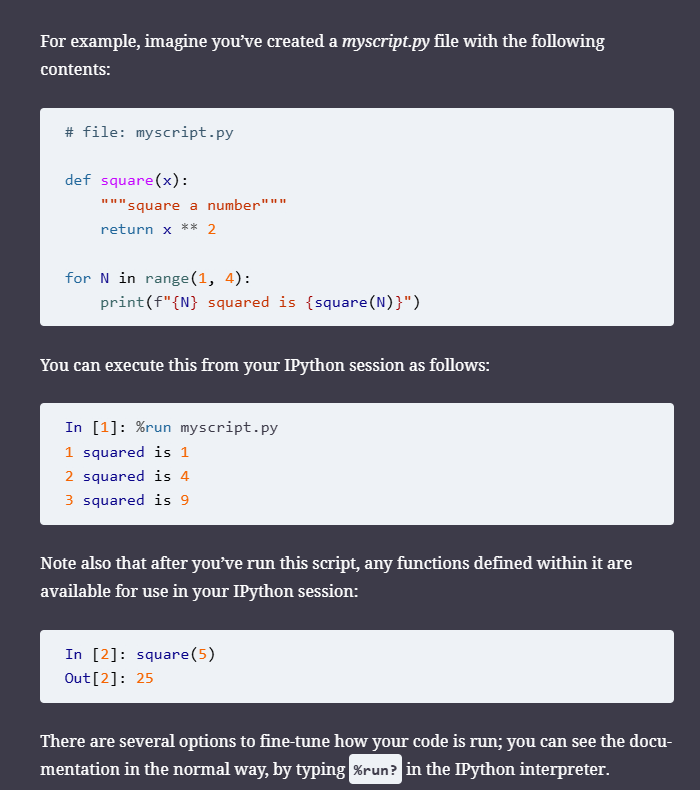 For example, imagine you’ve created a myscript.py file with the following
contents:
# file: myscript.py
def square(x):
    """square a number"""
    return x ** 2
for N in range(1, 4):
    print(f"{N} squared is {square(N)}")
You can execute this from your IPython session as follows:
In [1]: %run myscript.py
1 squared is 1
2 squared is 4
3 squared is 9
Note also that after you’ve run this script, any functions defined within it are
available for use in your IPython session:
In [2]: square(5)
Out[2]: 25
There are several options to fine-tune how your code is run; you can see the docu-
mentation in the normal way, by typing %run? in the IPython interpreter.